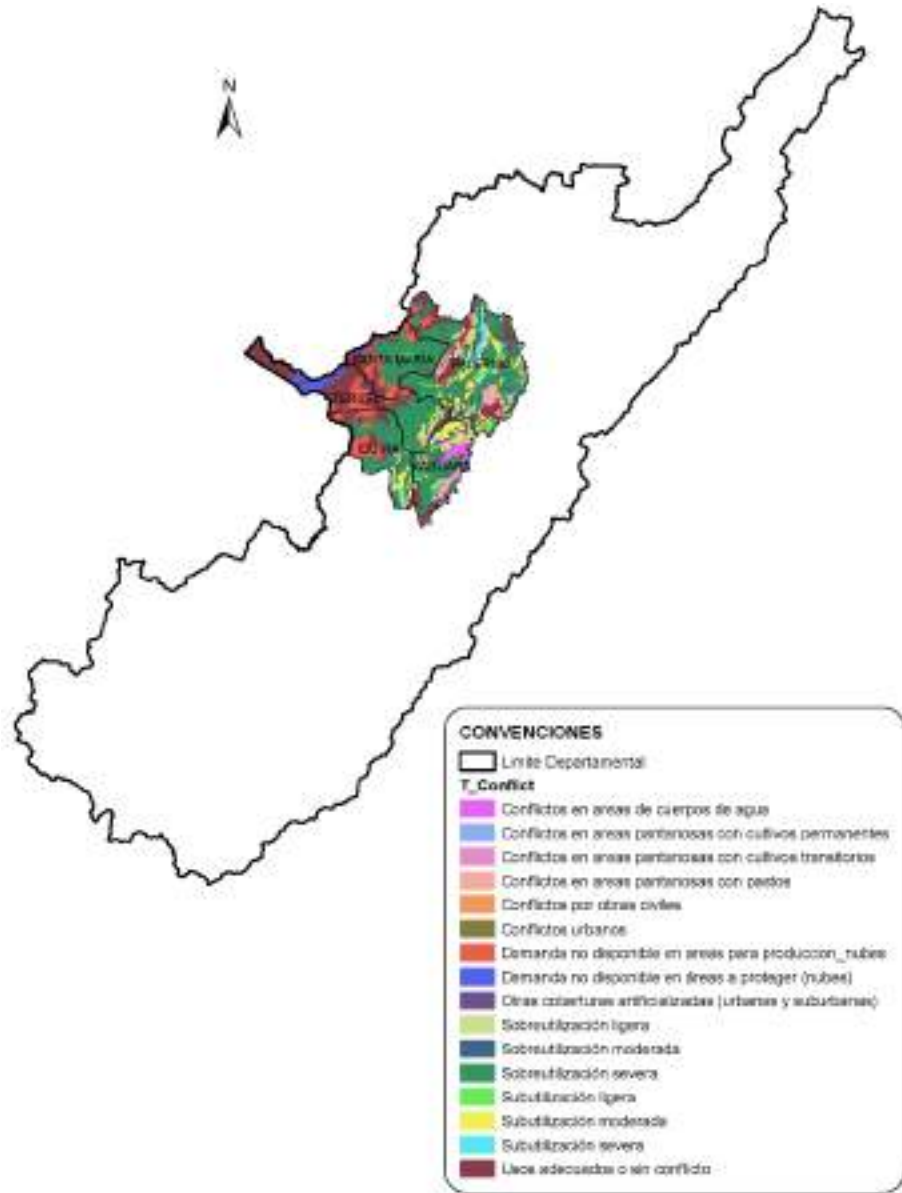 N
SANTA MARIA
CONVENCIONES
Limite Departamental
T_Conflict
Conflictos en areas de cuerpos de agua
Conflictos en areas pantanosas con cultivos permanentes
Conflictos en areas pantanosas con cultivos transitorios
Conflictos en areas pantanosas con pastos
Conflictos por obras civiles
Conflictos urbanos
Demanda no disponible en areas para produccion_nubes
Demanda no disponible en áreas a proteger (nubes)
Otras coberturas artificializadas (urbanas y suburbanas)
Sobreutilización ligera
Sobreutilización moderada
Sobreutilización severa
Subutilización ligera
Subutilización moderada
Subutilización severa
Usos adecuados o sin conflicto